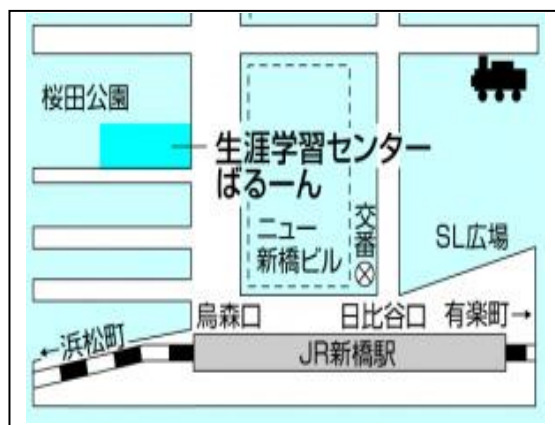 桜田公園
生涯学習センター
ばるーん
ニュー
新橋ビル
交番
SL広場
烏森口
日比谷口
有楽町→
←浜松町
JR新橋駅